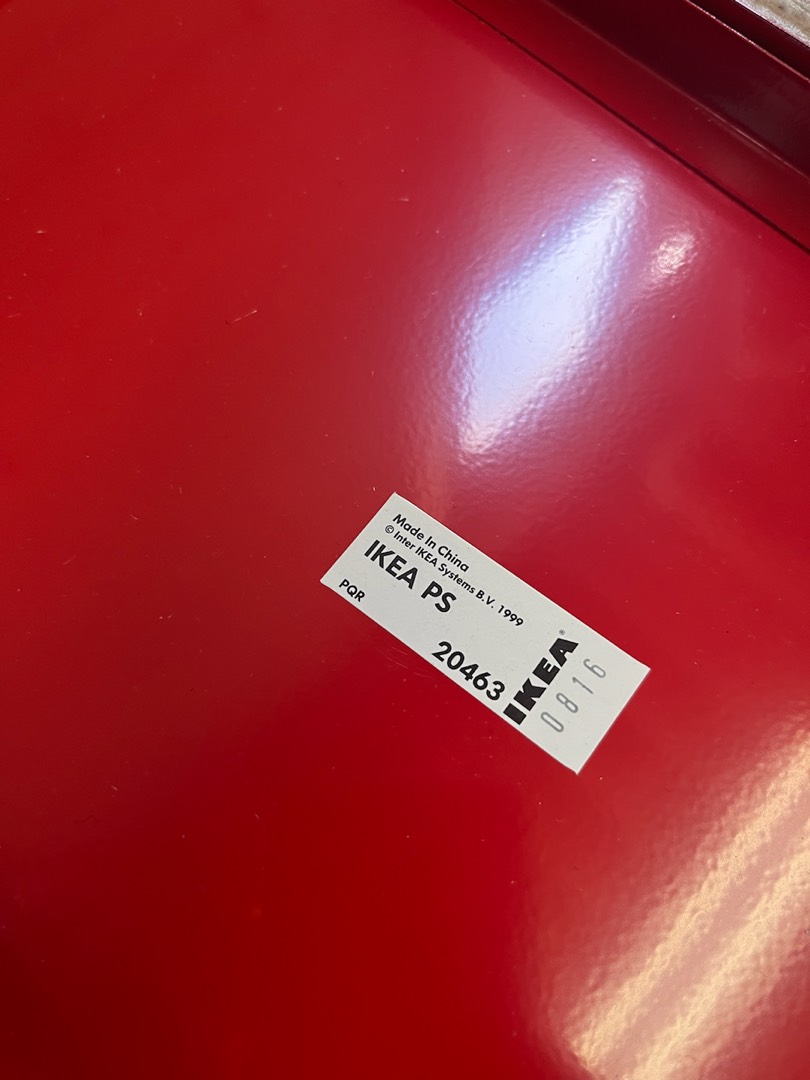 Made In China
© Inter IKEA Systems B.V. 1999
IKEA PS
PQR
20463
IKEA®
0816